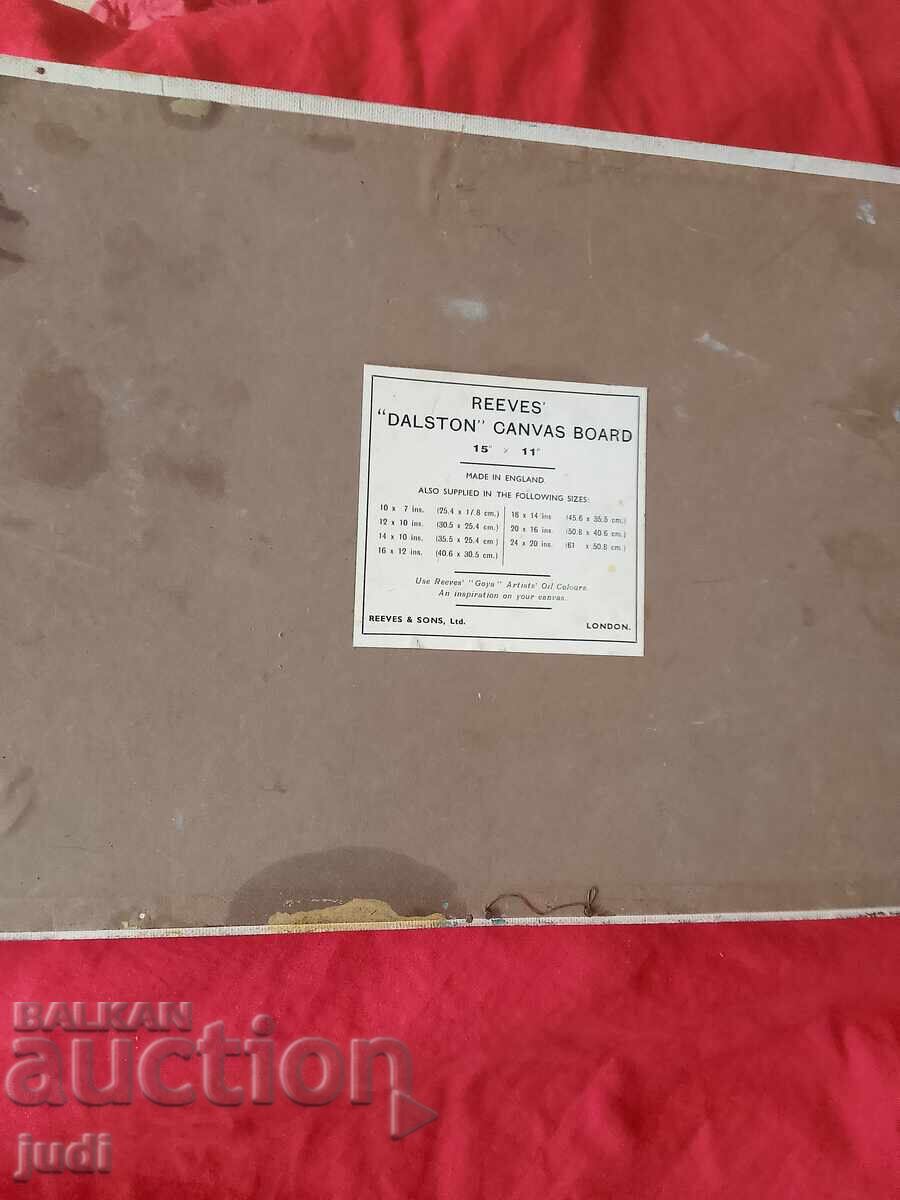 REEVES'
"DALSTON" CANVAS BOARD
15" x 11"
MADE IN ENGLAND.
ALSO SUPPLIED IN THE FOLLOWING SIZES:
10 x 7 ins. (25.4 x 17.8 cm.)
12 x 10 ins. (30.5 x 25.4 cm.)
14 x 10 ins. (35.5 x 25.4 cm)
16 x 12 ins. (40.6 x 30.5 cm.)
18 x 14 ins (45.6 x 35.5 cm.)
20 x 16 ins. (50.8 x 40.6 cm.)
24 x 20 ins. (61 x 50.8 cm.)
Use Reeves' "Goya" Artists' Oil Colours.
An inspiration on your canvas.
REEVES & SONS, Ltd. LONDON.
BALKAN
auction
judi